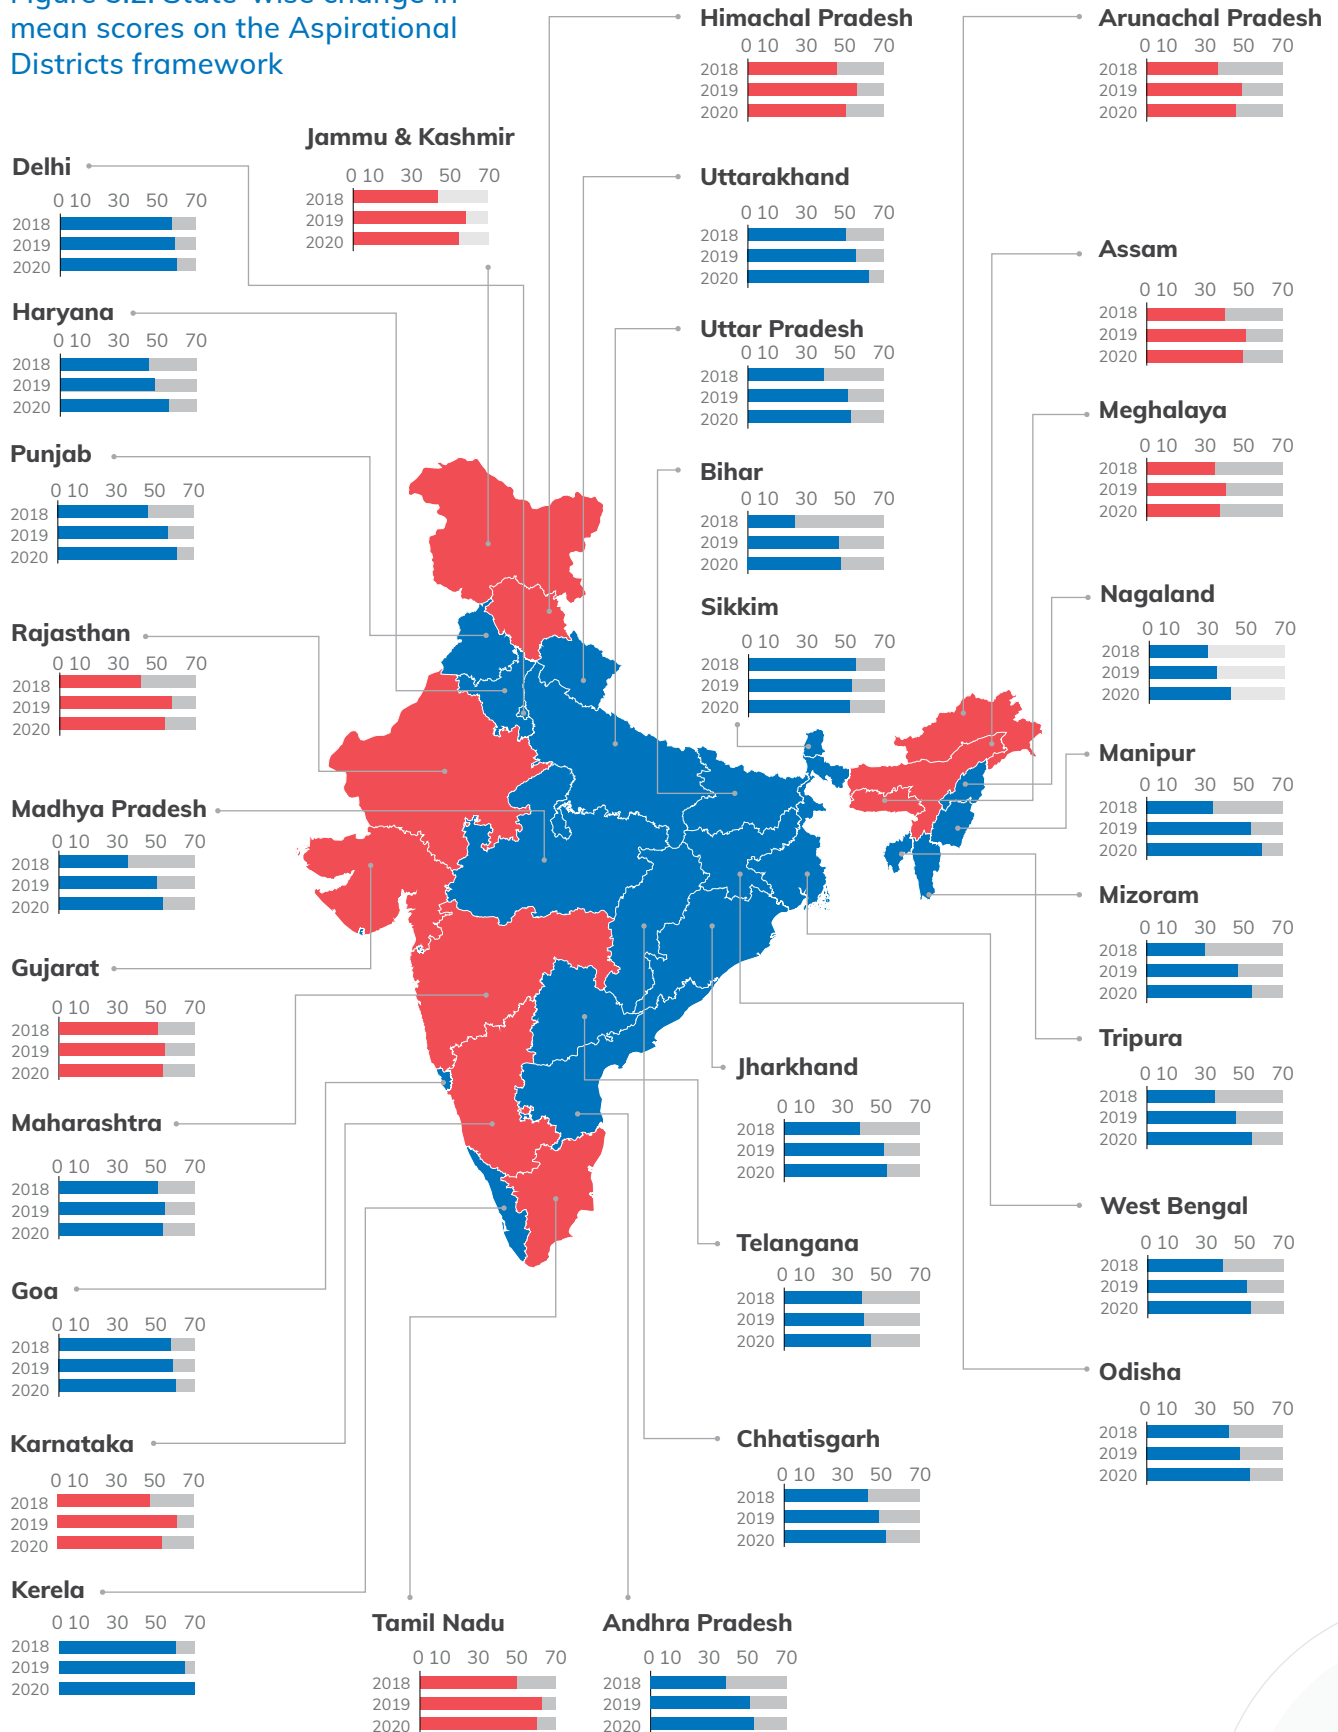 Figure 3.2: State-wise change in
mean scores on the Aspirational
Districts framework
Himachal Pradesh
0 10 30 50 70
2018
2019
2020
Arunachal Pradesh
0 10 30 50 70
2018
2019
2020
Jammu & Kashmir
0 10 30 50 70
2018
2019
2020
Delhi
0 10 30 50 70
2018
2019
2020
Uttarakhand
0 10 30 50 70
2018
2019
2020
Assam
0 10 30 50 70
2018
2019
2020
Haryana
0 10 30 50 70
2018
2019
2020
Uttar Pradesh
0 10 30 50 70
2018
2019
2020
Meghalaya
0 10 30 50 70
2018
2019
2020
Punjab
0 10 30 50 70
2018
2019
2020
Bihar
0 10 30 50 70
2018
2019
2020
Nagaland
0 10 30 50 70
2018
2019
2020
Sikkim
0 10 30 50 70
2018
2019
2020
Rajasthan
0 10 30 50 70
2018
2019
2020
Manipur
0 10 30 50 70
2018
2019
2020
Madhya Pradesh
0 10 30 50 70
2018
2019
2020
Mizoram
0 10 30 50 70
2018
2019
2020
Gujarat
0 10 30 50 70
2018
2019
2020
Tripura
0 10 30 50 70
2018
2019
2020
Jharkhand
0 10 30 50 70
2018
2019
2020
Maharashtra
0 10 30 50 70
2018
2019
2020
West Bengal
0 10 30 50 70
2018
2019
2020
Telangana
0 10 30 50 70
2018
2019
2020
Goa
0 10 30 50 70
2018
2019
2020
Odisha
0 10 30 50 70
2018
2019
2020
Karnataka
0 10 30 50 70
2018
2019
2020
Chhatisgarh
0 10 30 50 70
2018
2019
2020
Kerela
0 10 30 50 70
2018
2019
2020
Tamil Nadu
0 10 30 50 70
2018
2019
2020
Andhra Pradesh
0 10 30 50 70
2018
2019
2020